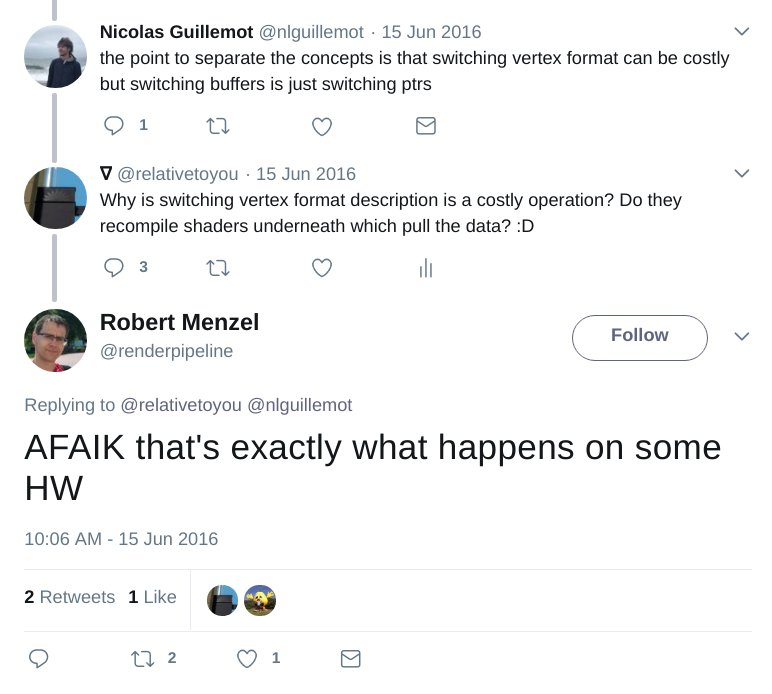 Nicolas Guillemot @nlguillemot · 15 Jun 2016
the point to separate the concepts is that switching vertex format can be costly
but switching buffers is just switching ptrs
1
∇ @relativetoyou · 15 Jun 2016
Why is switching vertex format description is a costly operation? Do they
recompile shaders underneath which pull the data? :D
3
Robert Menzel
@renderpipeline
Follow
Replying to @relativetoyou @nlguillemot
AFAIK that's exactly what happens on some
HW
10:06 AM - 15 Jun 2016
2 Retweets 1 Like
2 1